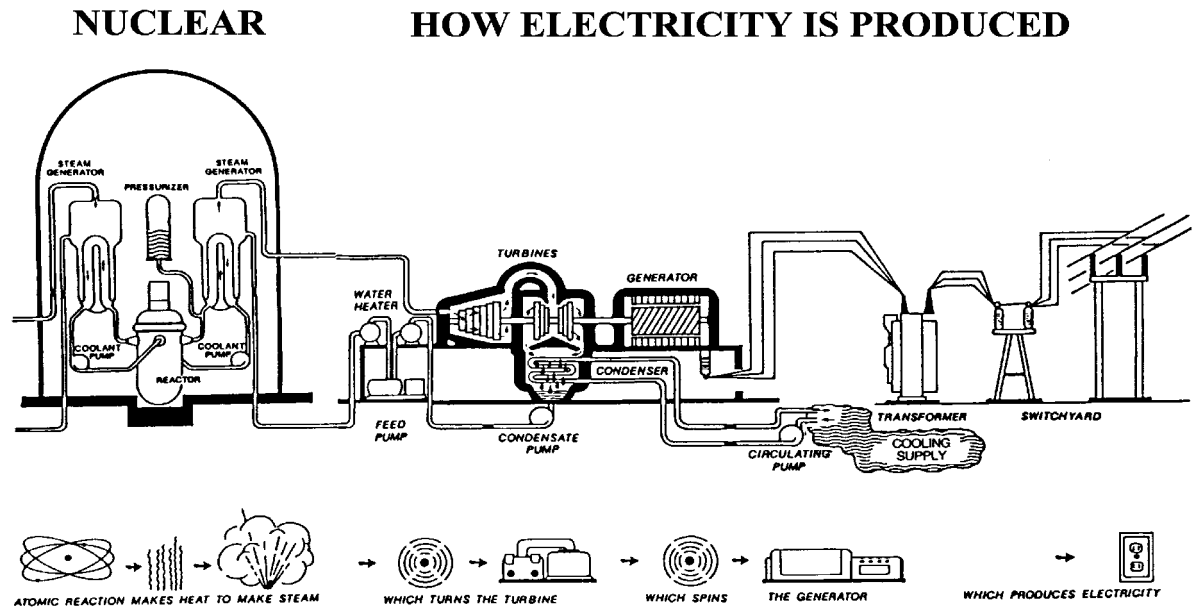 NUCLEAR
HOW ELECTRICITY IS PRODUCED
STEAM
GENERATOR
PRESSURIZER
STEAM
GENERATOR
COOLANT
PUMP
REACTOR
COOLANT
PUMP
WATER
HEATER
TURBINES
GENERATOR
CONDENSER
FEED
PUMP
CONDENSATE
PUMP
CIRCULATING
PUMP
COOLING
SUPPLY
TRANSFORMER
SWITCHYARD
ATOMIC REACTION MAKES HEAT TO MAKE STEAM
WHICH TURNS THE TURBINE
WHICH SPINS
THE GENERATOR
WHICH PRODUCES ELECTRICITY